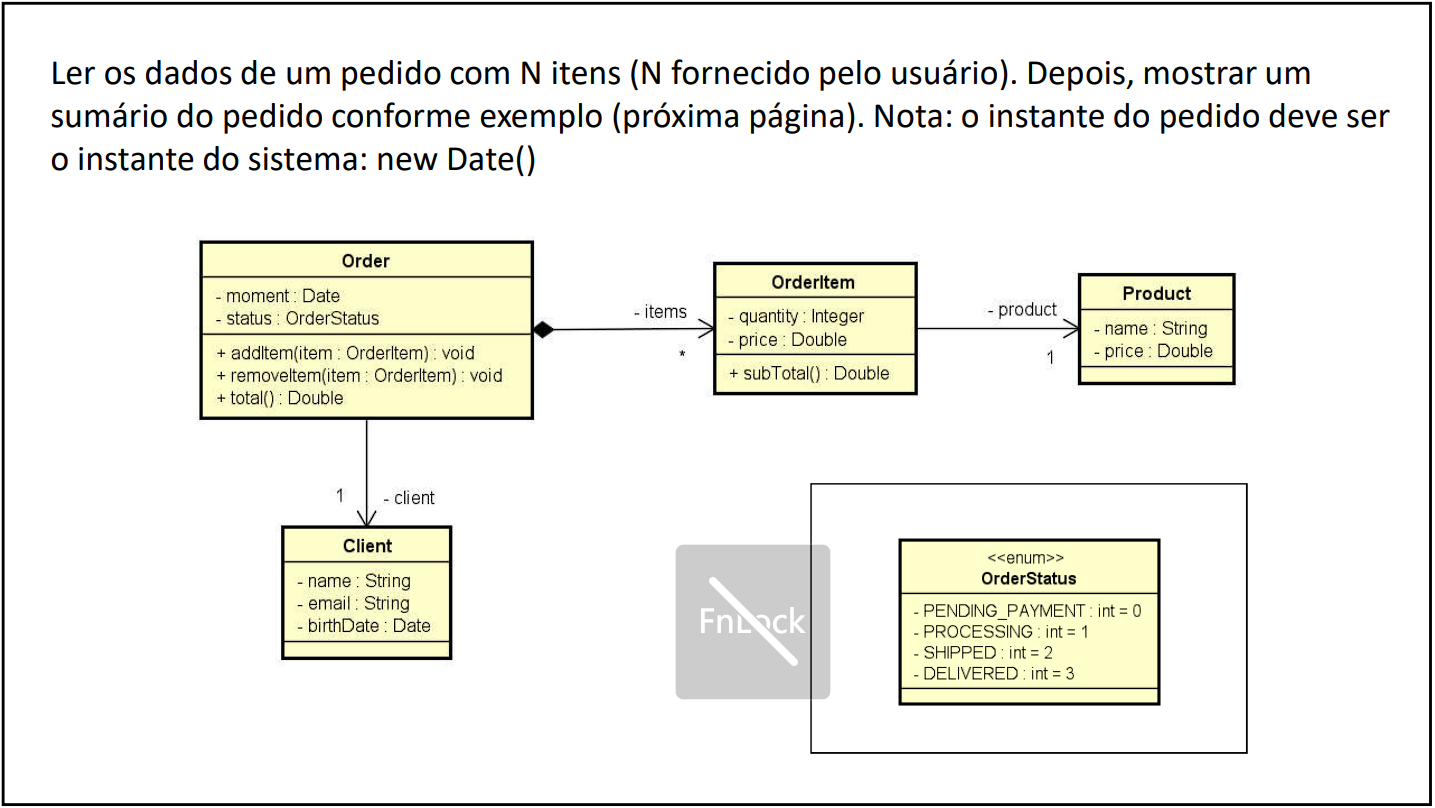 Ler os dados de um pedido com N itens (N fornecido pelo usuário). Depois, mostrar um
sumário do pedido conforme exemplo (próxima página). Nota: o instante do pedido deve ser
o instante do sistema: new Date()
Order
- moment : Date
- status : OrderStatus
+ addItem(item : OrderItem) : void
+ removeItem(item : OrderItem) : void
+ total() : Double
- items
*
OrderItem
- quantity : Integer
- price : Double
+ subTotal() : Double
- product
1
Product
- name : String
- price : Double
1
- client
Client
- name : String
- email : String
- birthDate : Date
FnLock
<<enum>>
OrderStatus
- PENDING_PAYMENT : int = 0
- PROCESSING : int = 1
- SHIPPED : int = 2
- DELIVERED : int = 3